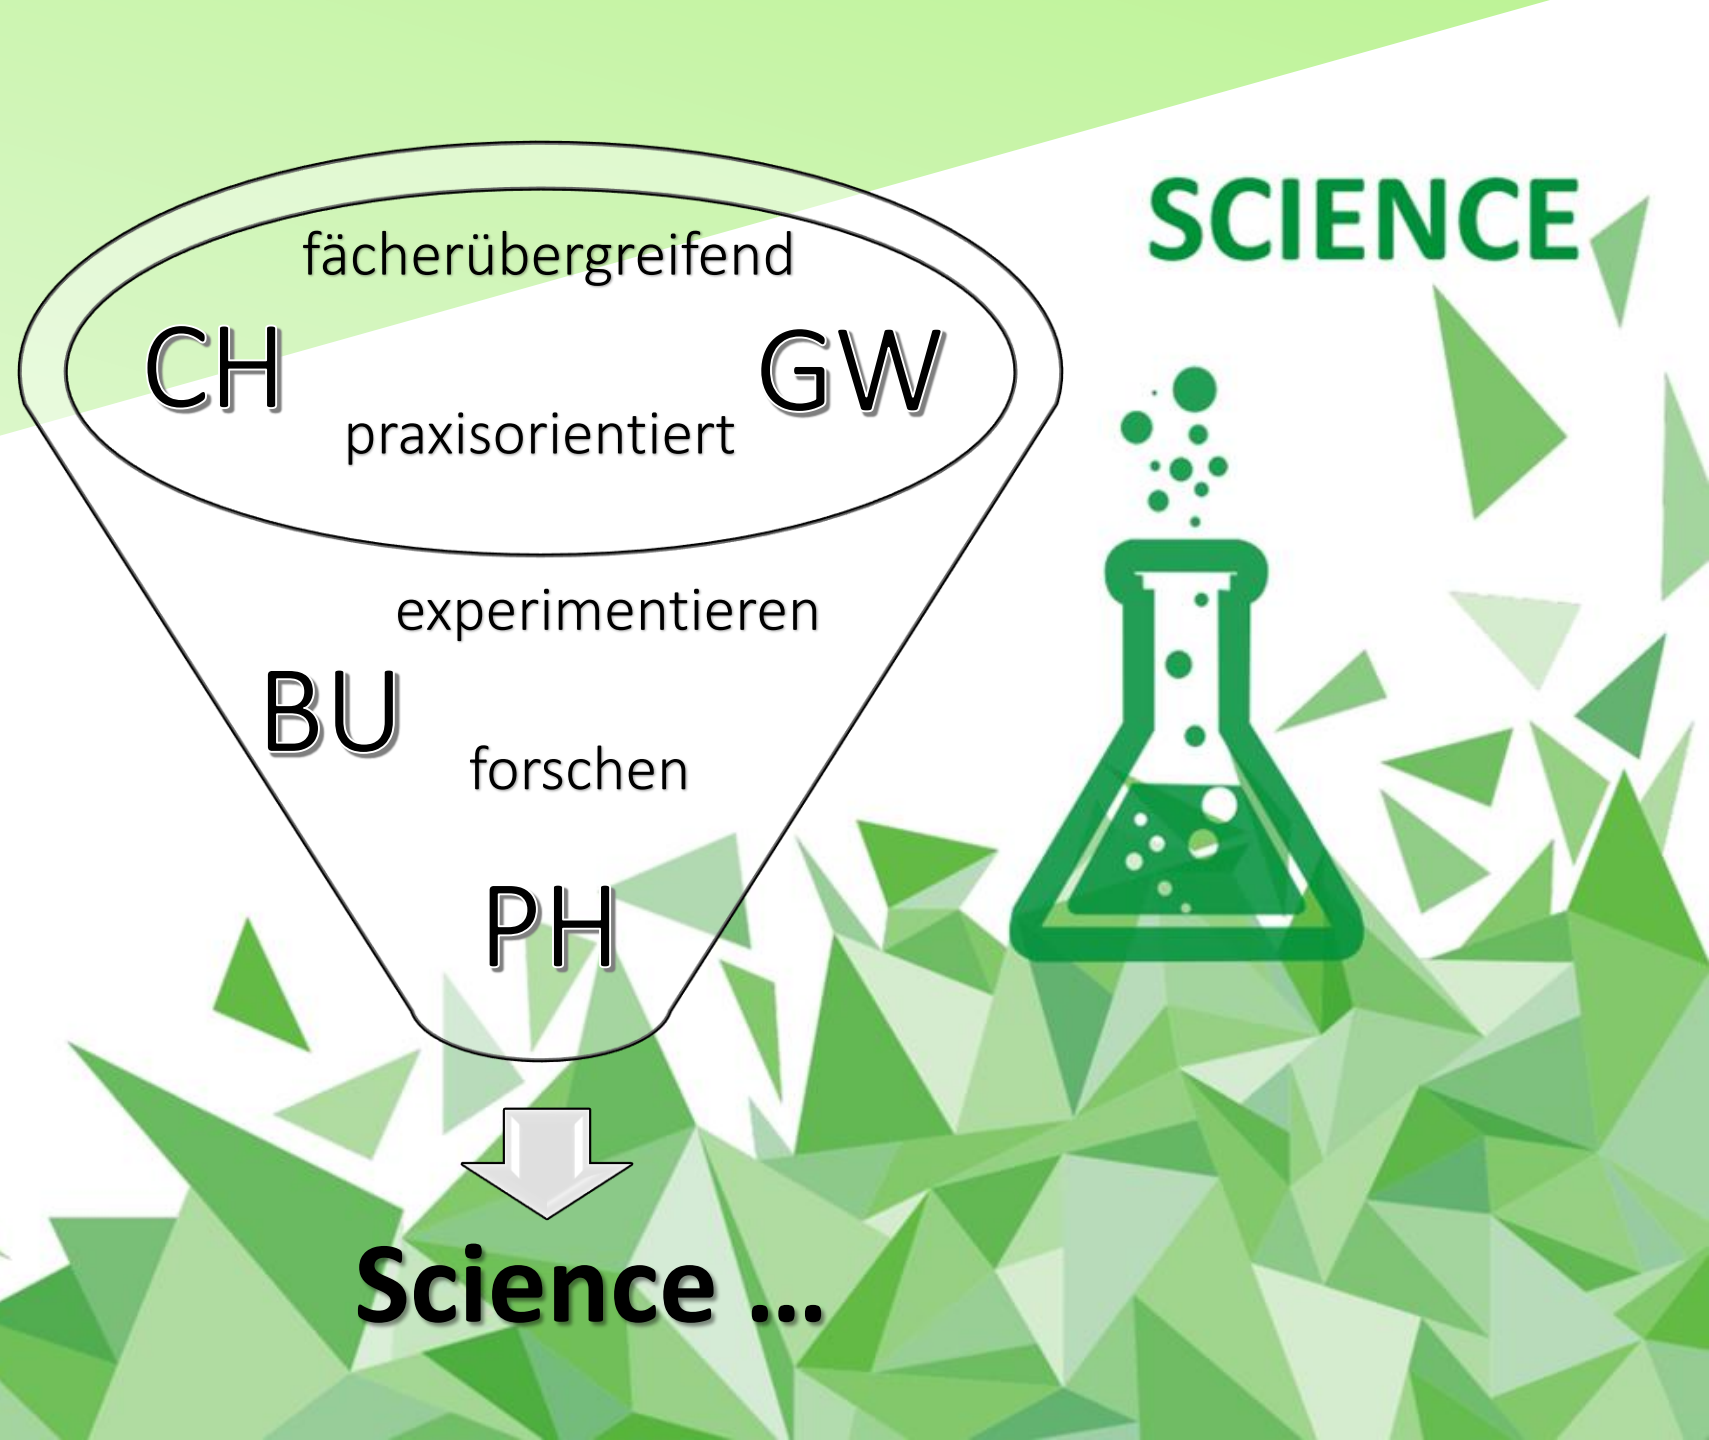 SCIENCE
fächerübergreifend
CH
GW
praxisorientiert
experimentieren
BU
forschen
PH
Science ...